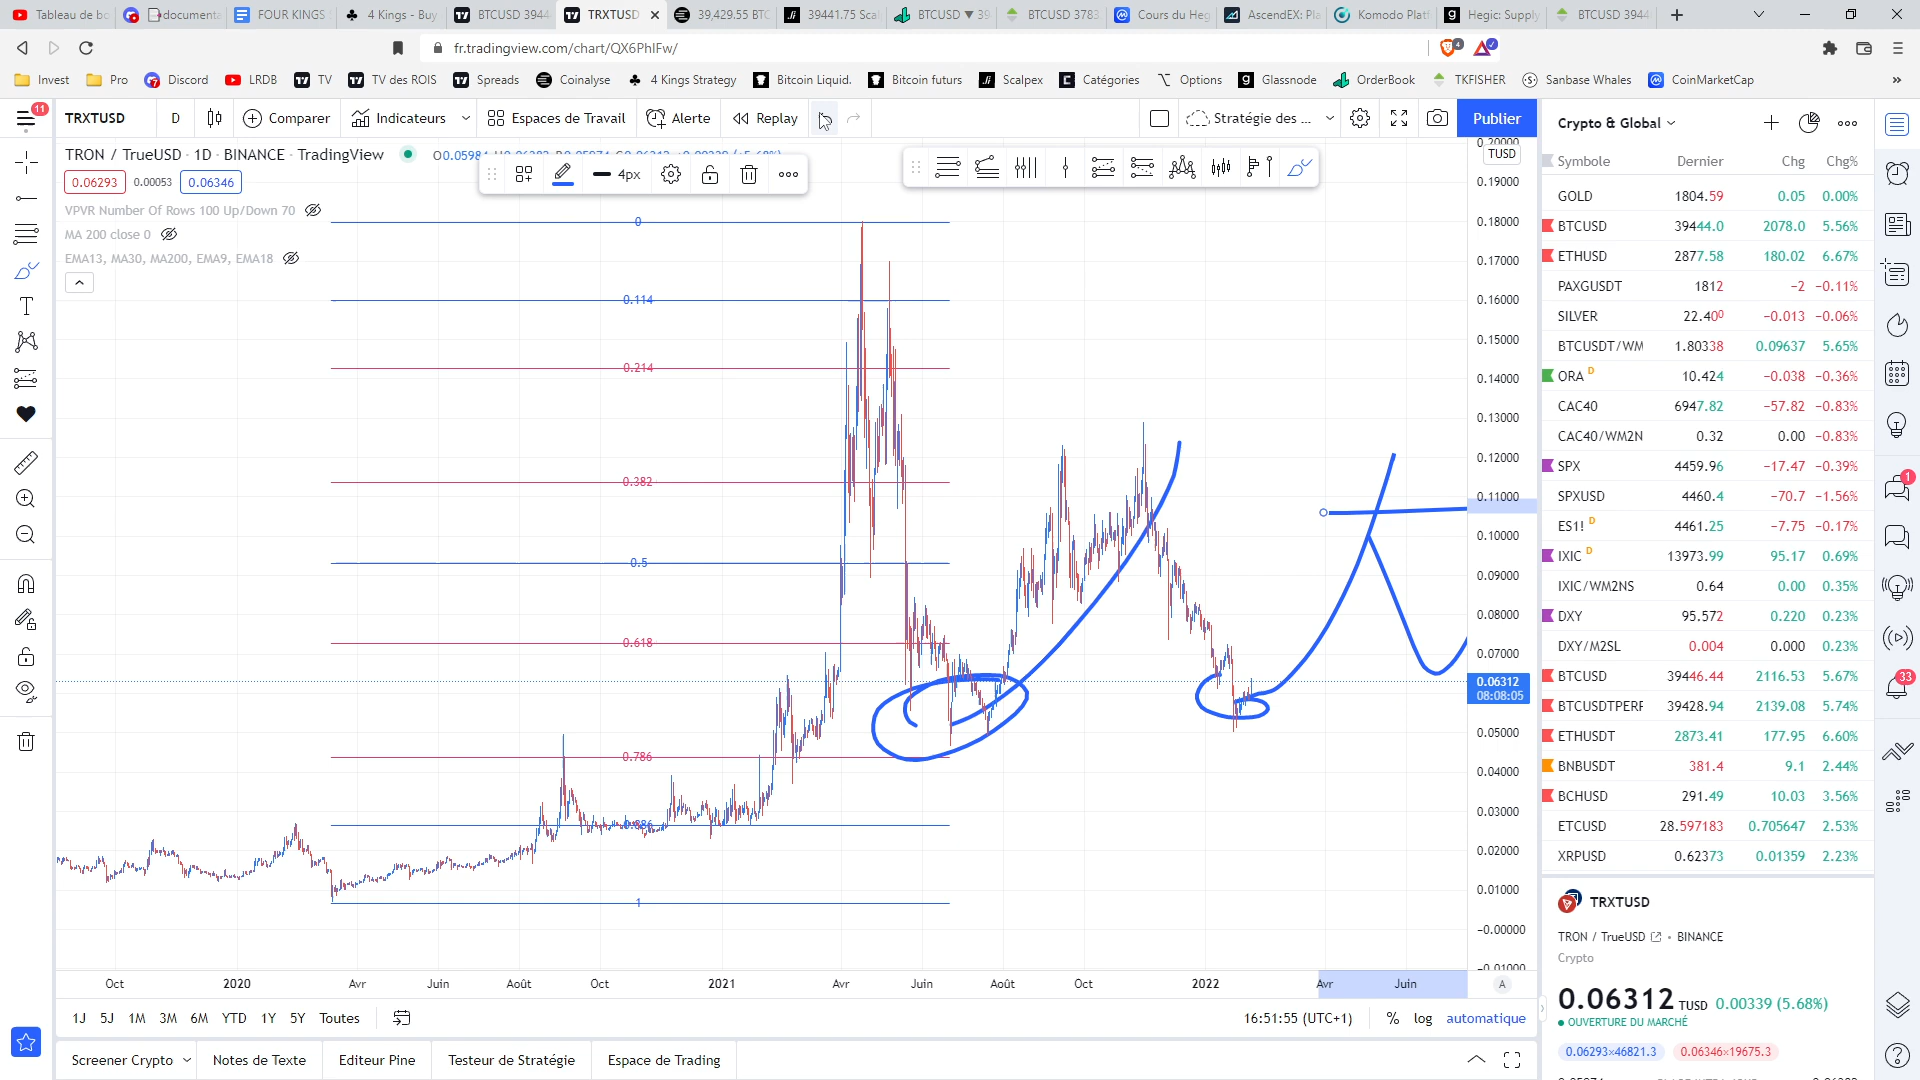 Tableau de bo
documenta
FOUR KINGS
4 Kings - Buy
BTCUSD 3944
TRXTUSD
39,429.55 BTC
39441.75 Scal
BTCUSD ▼ 39
BTCUSD 3783
Cours du Heg
AscendEX: Pla
Komodo Platf
Hegic: Supply
BTCUSD 3944
fr.tradingview.com/chart/QX6PhIFw/
4
Invest
Pro
Discord
LRDB
TV
TV des ROIS
Spreads
Coinalyse
4 Kings Strategy
Bitcoin Liquid.
Bitcoin futurs
Scalpex
Catégories
Options
Glassnode
OrderBook
TKFISHER
Sanbase Whales
CoinMarketCap
»
11
TRXTUSD
D
Comparer
Indicateurs
Espaces de Travail
Alerte
Replay
Stratégie des ...
Publier
TRON / TrueUSD · 1D · BINANCE · TradingView
0.06293
0.00053
0.06346
VPVR Number Of Rows 100 Up/Down 70
MA 200 close 0
EMA13, MA30, MA200, EMA9, EMA18
4px
TUSD
0.19000
0.18000
0.17000
0.16000
0.15000
0.14000
0.13000
0.12000
0.11000
0.10000
0.09000
0.08000
0.07000
0.06312
08:08:05
0.05000
0.04000
0.03000
0.02000
0.01000
-0.00000
-0.01000
0
0.114
0.214
0.382
0.5
0.618
0.786
0.886
1
Oct
2020
Avr
Juin
Août
Oct
2021
Avr
Juin
Août
Oct
2022
Avr
Juin
A
1J
5J
1M
3M
6M
YTD
1Y
5Y
Toutes
16:51:55 (UTC+1)
%
log
automatique
Screener Crypto
Notes de Texte
Editeur Pine
Testeur de Stratégie
Espace de Trading
Crypto & Global
Symbole Dernier Chg Chg%
GOLD 1804.59 0.05 0.00%
BTCUSD 39444.0 2078.0 5.56%
ETHUSD 2877.58 180.02 6.67%
PAXGUSDT 1812 −2 −0.11%
SILVER 22.400 −0.013 −0.06%
BTCUSDT/WM 1.80338 0.09637 5.65%
ORA D 10.424 −0.038 −0.36%
CAC40 6947.82 −57.82 −0.83%
CAC40/WM2N 0.32 0.00 −0.83%
SPX 4459.96 −17.47 −0.39%
SPXUSD 4460.4 −70.7 −1.56%
ES1! D 4461.25 −7.75 −0.17%
IXIC D 13973.99 95.17 0.69%
IXIC/WM2NS 0.64 0.00 0.35%
DXY 95.572 0.220 0.23%
DXY/M2SL 0.004 0.000 0.23%
BTCUSD 39446.44 2116.53 5.67%
BTCUSDTPERF 39428.94 2139.08 5.74%
ETHUSDT 2873.41 177.95 6.60%
BNBUSDT 381.4 9.1 2.44%
BCHUSD 291.49 10.03 3.56%
ETCUSD 28.597183 0.705647 2.53%
XRPUSD 0.62373 0.01359 2.23%
TRXTUSD
TRON / TrueUSD • BINANCE
Crypto
0.06312 TUSD 0.00339 (5.68%)
OUVERTURE DU MARCHÉ
0.06293×46821.3
0.06346×19675.3
1
33